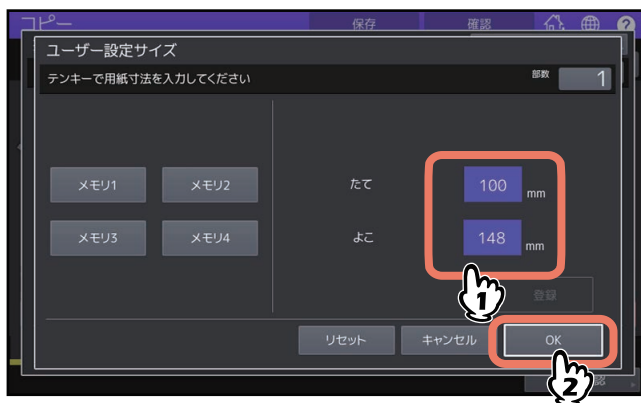 コピー 保存 確認
ユーザー設定サイズ
テンキーで用紙寸法を入力してください 部数 1
メモリ1 メモリ2 たて 100 mm
メモリ3 メモリ4 よこ 148 mm
1
登録
リセット キャンセル OK
2